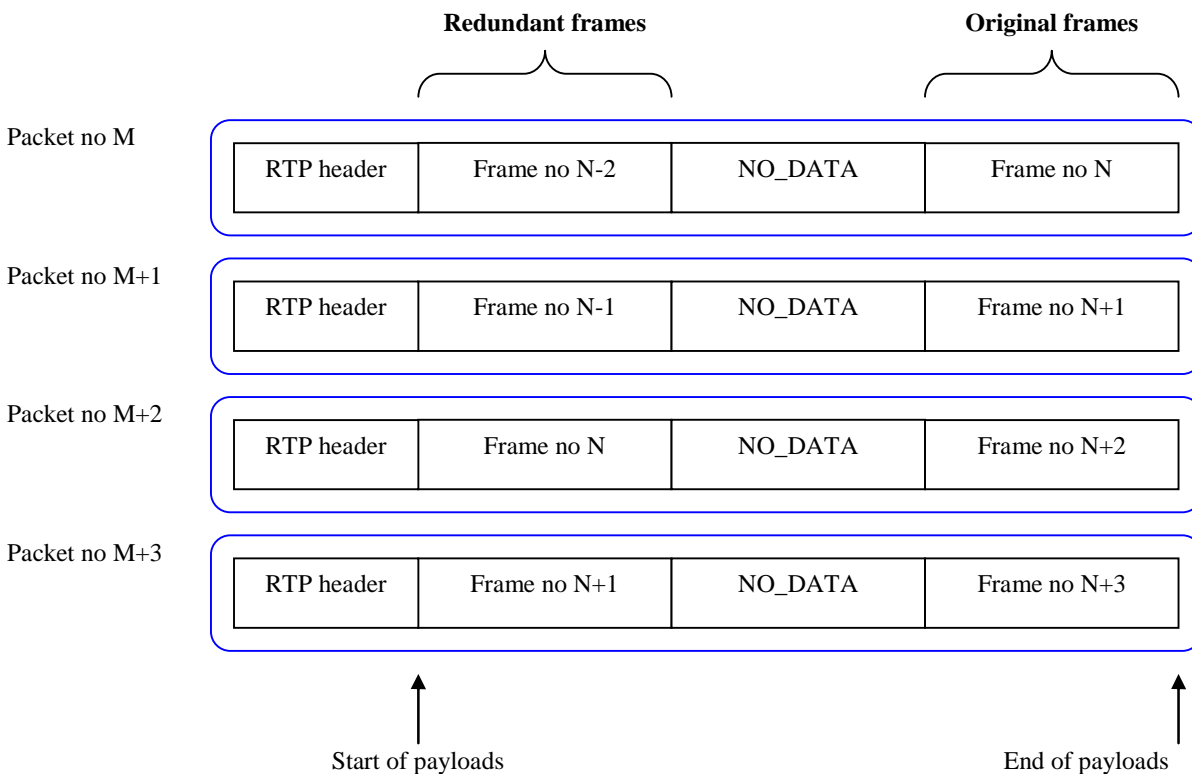 Redundant frames Original frames
Packet no M
RTP header Frame no N-2 NO_DATA Frame no N
Packet no M+1
RTP header Frame no N-1 NO_DATA Frame no N+1
Packet no M+2
RTP header Frame no N NO_DATA Frame no N+2
Packet no M+3
RTP header Frame no N+1 NO_DATA Frame no N+3
Start of payloads End of payloads